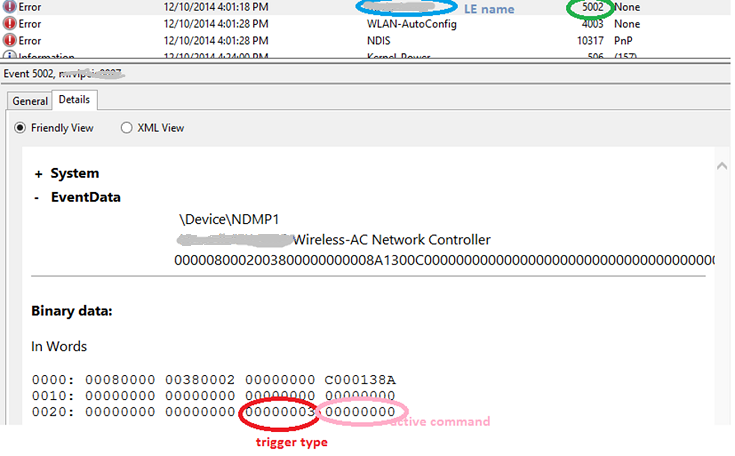 Error 12/10/2014 4:01:18 PM LE name 5002 None
Error 12/10/2014 4:01:28 PM WLAN-AutoConfig 4003 None
Error 12/10/2014 4:01:28 PM NDIS 10317 PnP
Information 12/10/2014 4:24:00 PM Kernel-Power 506 (157)
Event 5002,
General Details
Friendly View XML View
+ System
- EventData
\Device\NDMP1
Wireless-AC Network Controller
Binary data:
In Words
0000: 00080000 00380002 00000000 C000138A
0010: 00000000 00000000 00000000 00000000
0020: 00000000 00000000 00000003 00000000
active command
trigger type